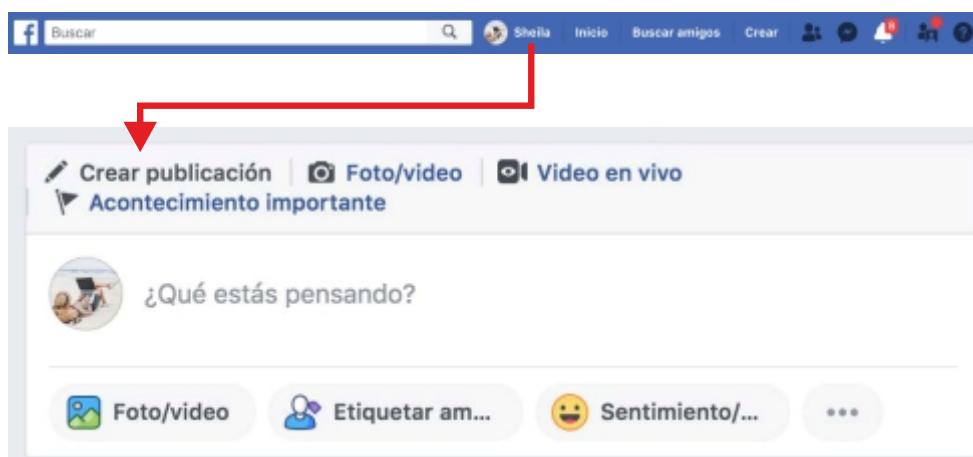 f Buscar Sheila Inicio Buscar amigos Crear 8
Crear publicación Foto/video Video en vivo
Acontecimiento importante
¿Qué estás pensando?
Foto/video Etiquetar am... Sentimiento/... ...